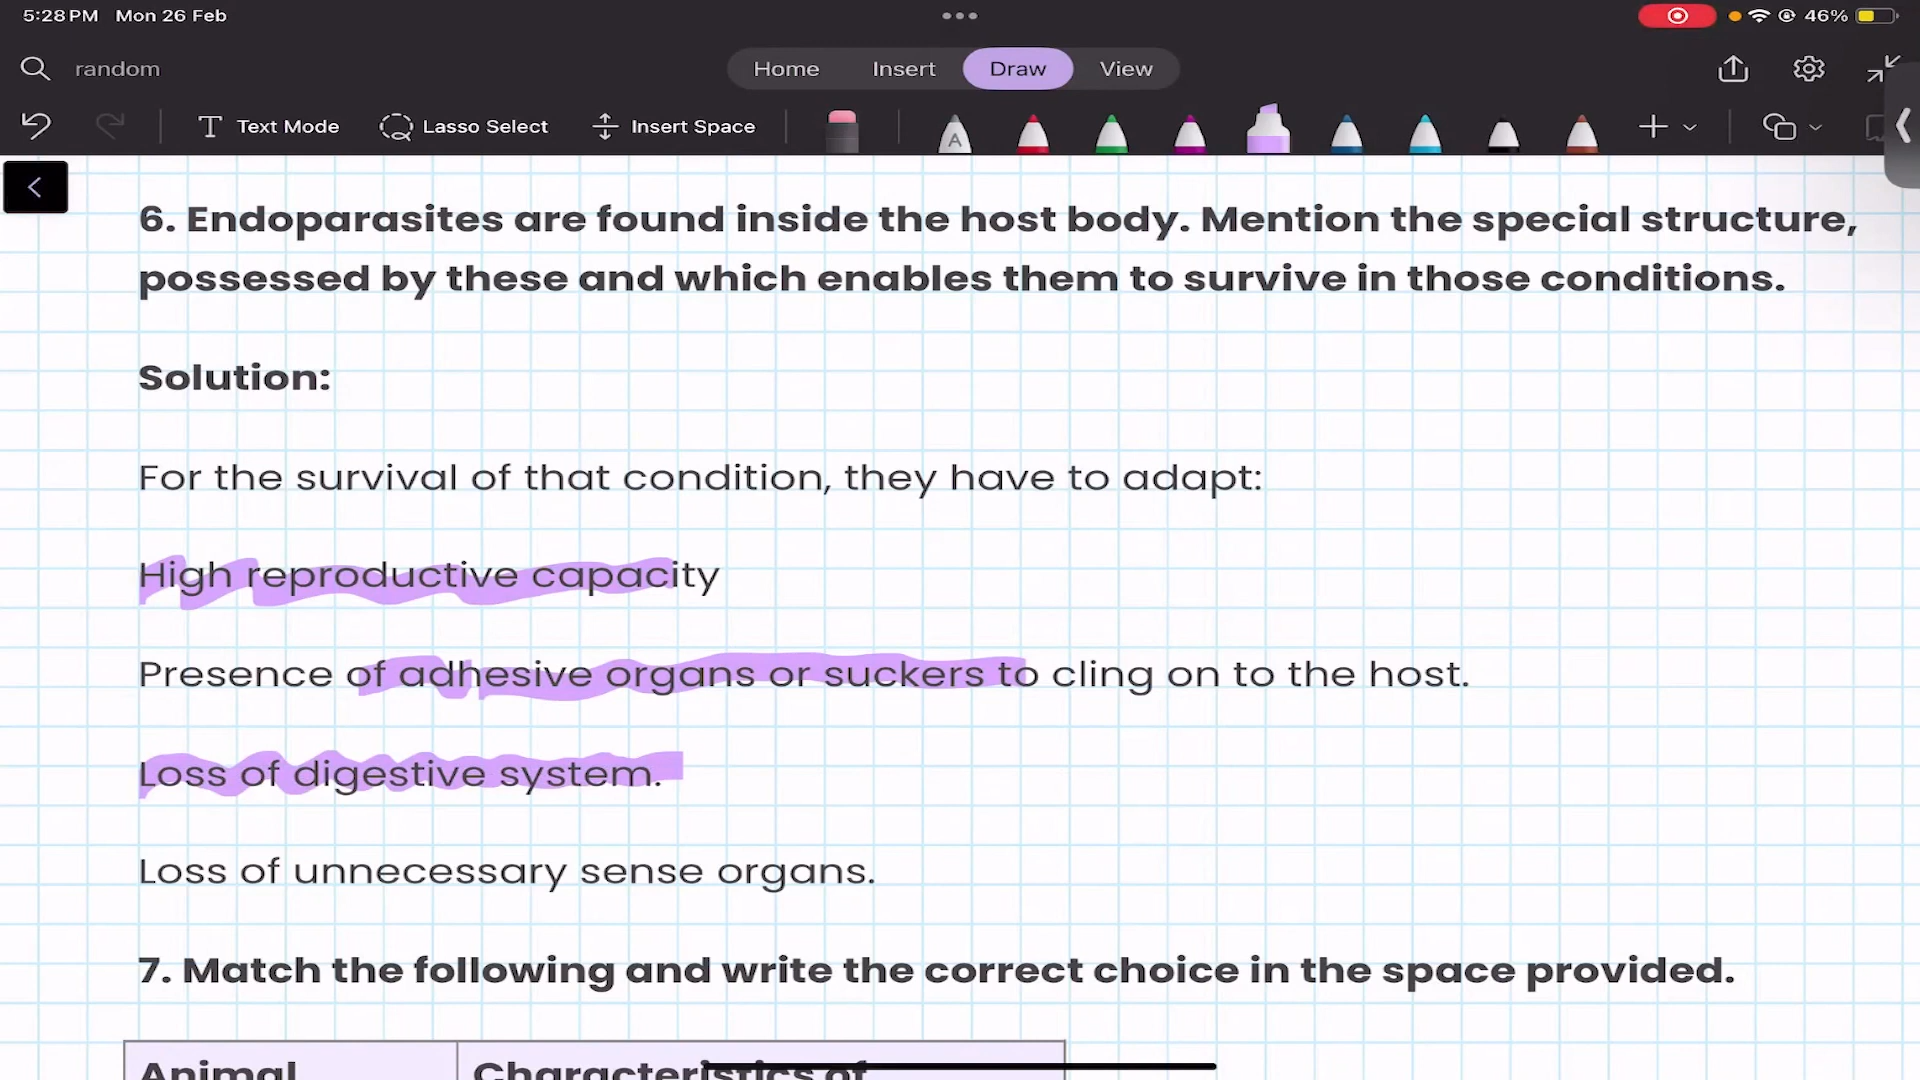 5:28 PM Mon 26 Feb
46%
random
Home Insert Draw View
Text Mode Lasso Select Insert Space
A
6. Endoparasites are found inside the host body. Mention the special structure,
possessed by these and which enables them to survive in those conditions.
Solution:
For the survival of that condition, they have to adapt:
High reproductive capacity
Presence of adhesive organs or suckers to cling on to the host.
Loss of digestive system.
Loss of unnecessary sense organs.
7. Match the following and write the correct choice in the space provided.
Animal Characteristics of